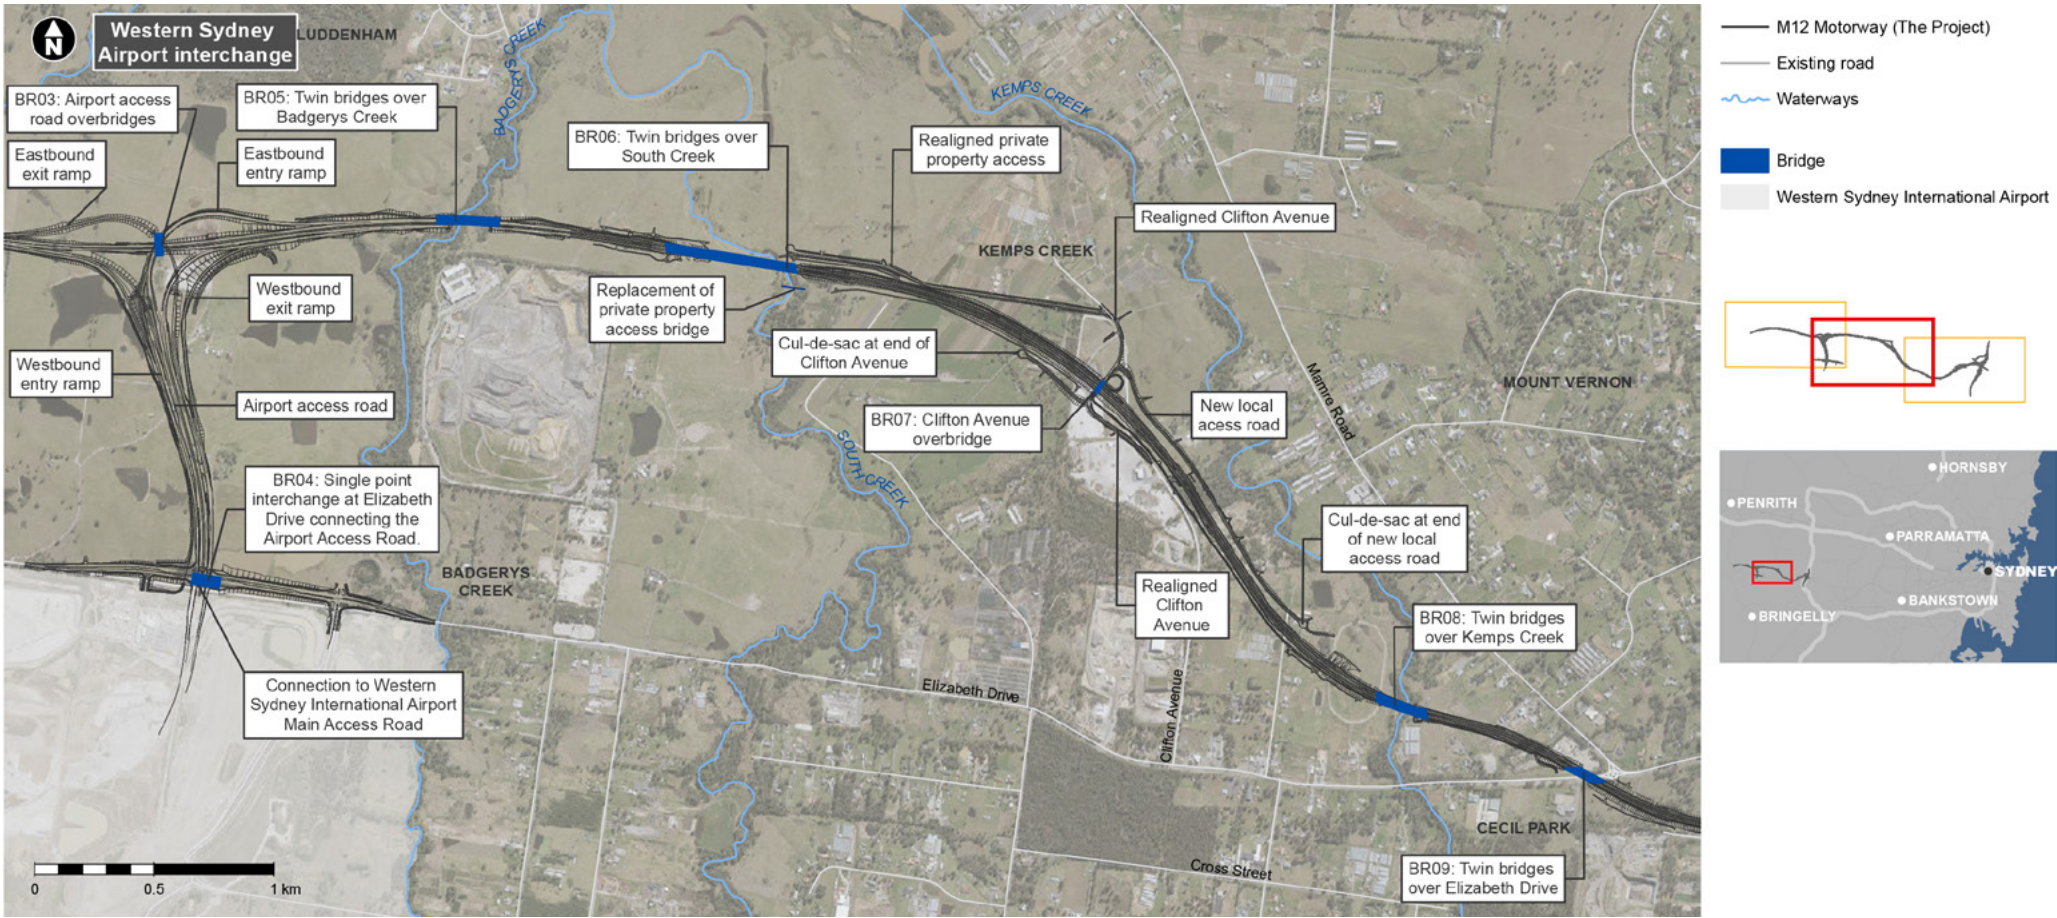 Western Sydney
Airport interchange
LUDDENHAM
BR03: Airport access
road overbridges
BR05: Twin bridges over
Badgerys Creek
BADGERYS CREEK
BR06: Twin bridges over
South Creek
KEMPS CREEK
Realigned private
property access
Eastbound
exit ramp
Eastbound
entry ramp
Realigned Clifton Avenue
KEMPS CREEK
Westbound
exit ramp
Replacement of
private property
access bridge
Cul-de-sac at end of
Clifton Avenue
Westbound
entry ramp
Airport access road
BR07: Clifton Avenue
overbridge
New local
acess road
Mamre Road
MOUNT VERNON
SOUTH CREEK
BR04: Single point
interchange at Elizabeth
Drive connecting the
Airport Access Road.
BADGERYS
CREEK
Cul-de-sac at end
of new local
access road
Realigned
Clifton
Avenue
BR08: Twin bridges
over Kemps Creek
Connection to Western
Sydney International Airport
Main Access Road
Elizabeth Drive
Clifton Avenue
CECIL PARK
Cross Street
BR09: Twin bridges
over Elizabeth Drive
0 0.5 1 km
N
M12 Motorway (The Project)
Existing road
Waterways
Bridge
Western Sydney International Airport
HORNSBY
PENRITH
PARRAMATTA
SYDNEY
BANKSTOWN
BRINGELLY